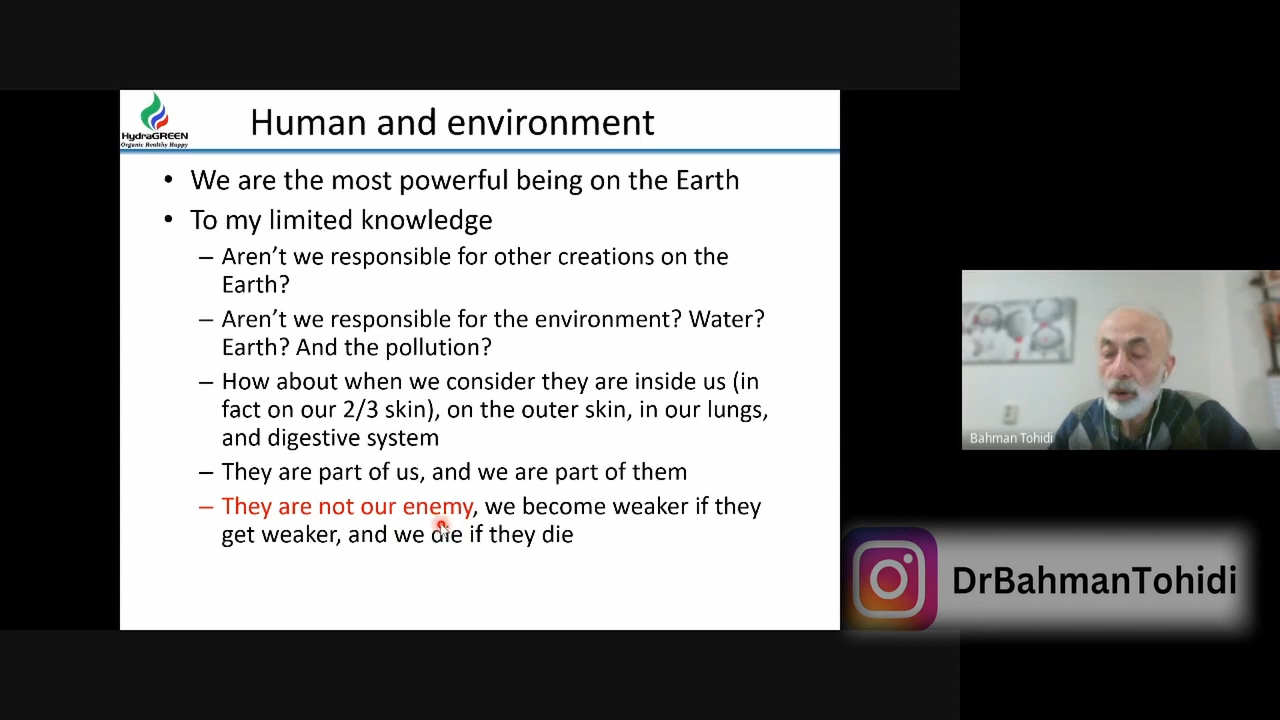 HydraGREEN
Organic Healthy Happy
Human and environment
• We are the most powerful being on the Earth
• To my limited knowledge
– Aren’t we responsible for other creations on the
Earth?
– Aren’t we responsible for the environment? Water?
Earth? And the pollution?
– How about when we consider they are inside us (in
fact on our 2/3 skin), on the outer skin, in our lungs,
and digestive system
– They are part of us, and we are part of them
– They are not our enemy, we become weaker if they
get weaker, and we die if they die
Bahman Tohidi
DrBahmanTohidi